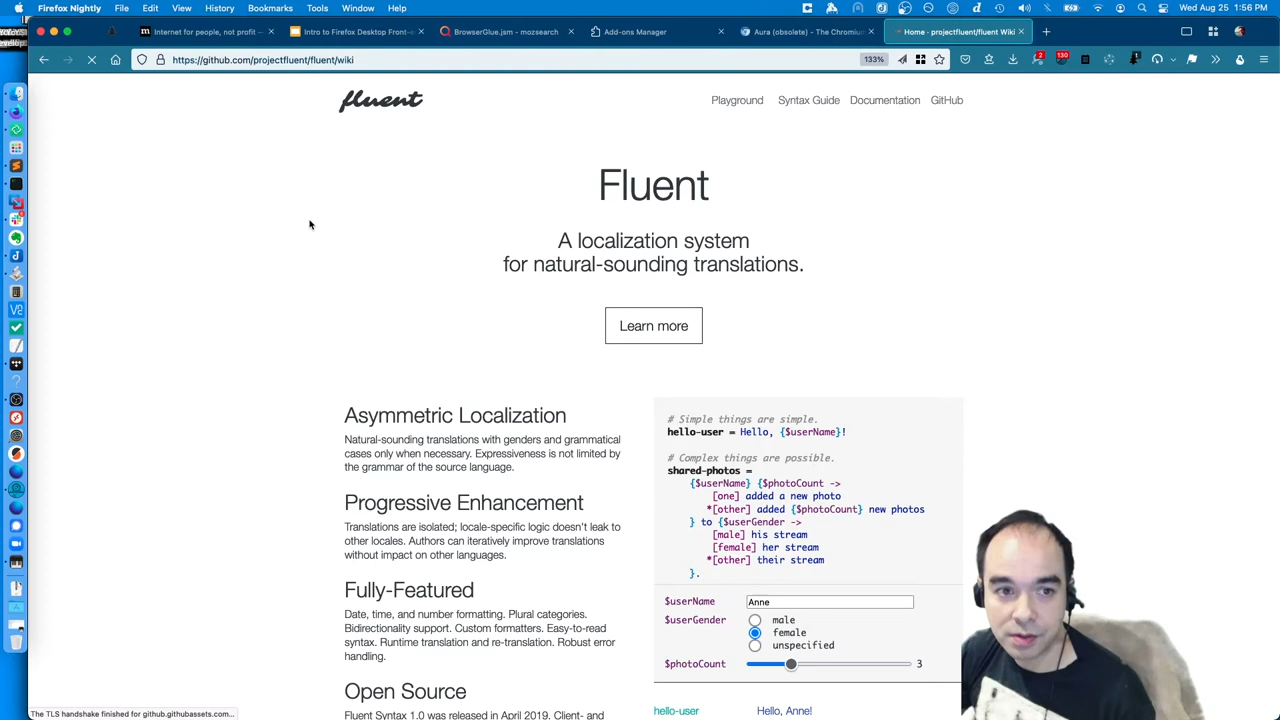 Firefox Nightly File Edit View History Bookmarks Tools Window Help
Internet for people, not profit — Intro to Firefox Desktop Front-e BrowserGlue.jsm - mozsearch Add-ons Manager Aura (obsolete) - The Chromium Home · projectfluent/fluent Wiki
https://github.com/projectfluent/fluent/wiki 133% 2 130
fluent Playground Syntax Guide Documentation GitHub
Fluent
A localization system
for natural-sounding translations.
Learn more
Asymmetric Localization
Natural-sounding translations with genders and grammatical
cases only when necessary. Expressiveness is not limited by
the grammar of the source language.
Progressive Enhancement
Translations are isolated; locale-specific logic doesn't leak to
other locales. Authors can iteratively improve translations
without impact on other languages.
Fully-Featured
Date, time, and number formatting. Plural categories.
Bidirectionality support. Custom formatters. Easy-to-read
syntax. Runtime translation and re-translation. Robust error
handling.
Open Source
Fluent Syntax 1.0 was released in April 2019. Client- and
# Simple things are simple.
hello-user = Hello, {$userName}!
# Complex things are possible.
shared-photos =
{$userName} {$photoCount ->
[one] added a new photo
*[other] added {$photoCount} new photos
} to {$userGender ->
[male] his stream
[female] her stream
*[other] their stream
}.
$userName Anne
$userGender male
female
unspecified
$photoCount 3
hello-user Hello, Anne!
The TLS handshake finished for github.githubassets.com...
Wed Aug 25 11:56